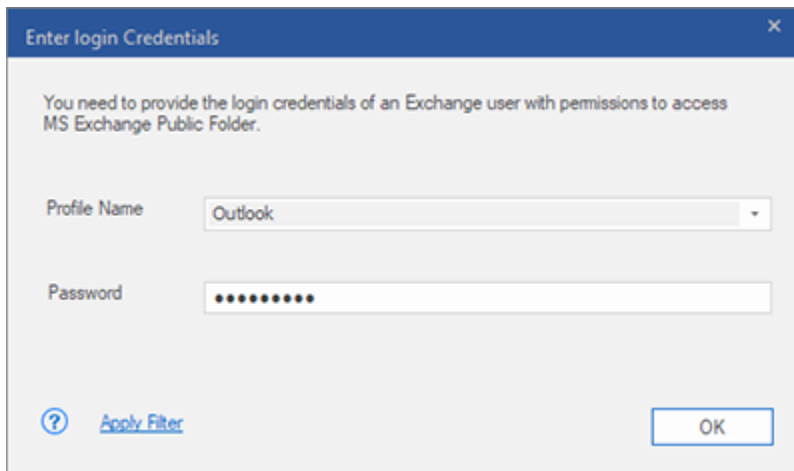 Enter login Credentials
You need to provide the login credentials of an Exchange user with permissions to access
MS Exchange Public Folder.
Profile Name
Outlook
Password
•••••••••
?
Apply Filter
OK